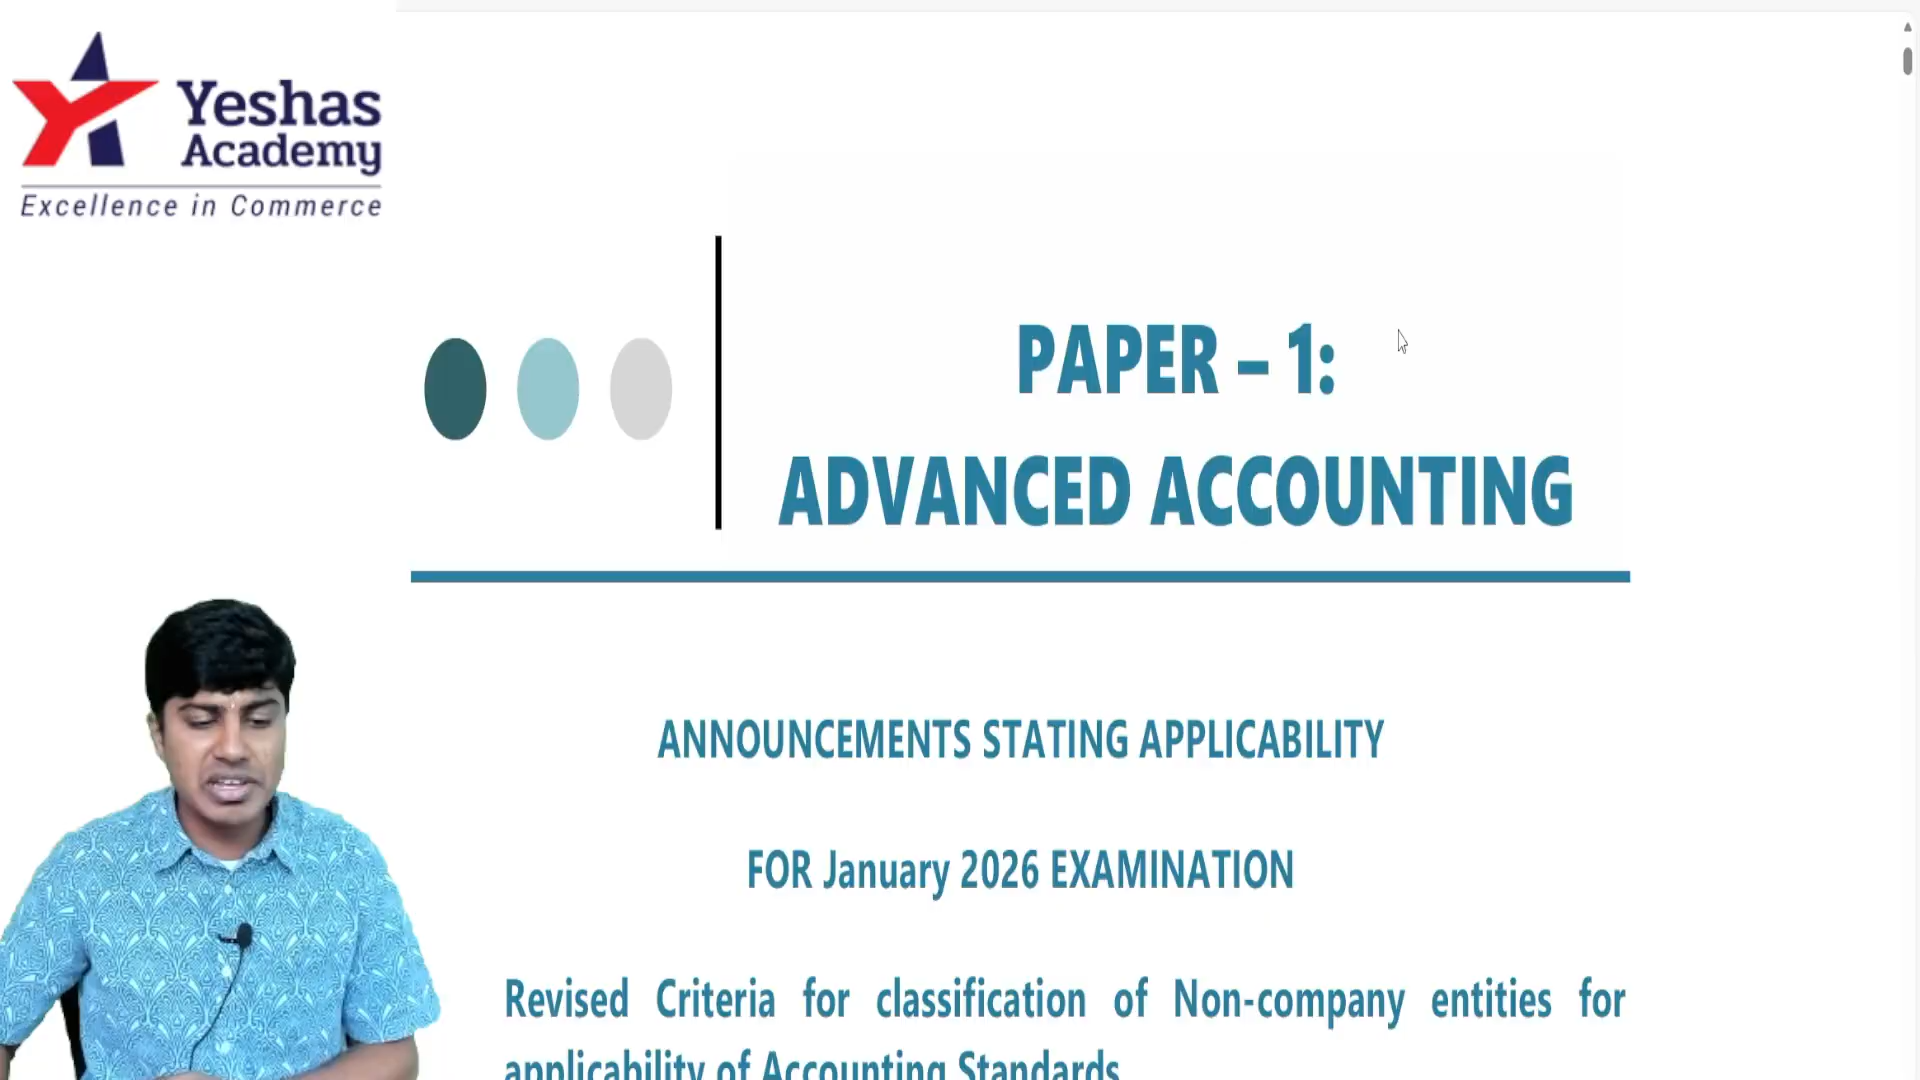 Yeshas
Academy
Excellence in Commerce
PAPER – 1:
ADVANCED ACCOUNTING
ANNOUNCEMENTS STATING APPLICABILITY
FOR January 2026 EXAMINATION
Revised Criteria for classification of Non-company entities for
applicability of Accounting Standards